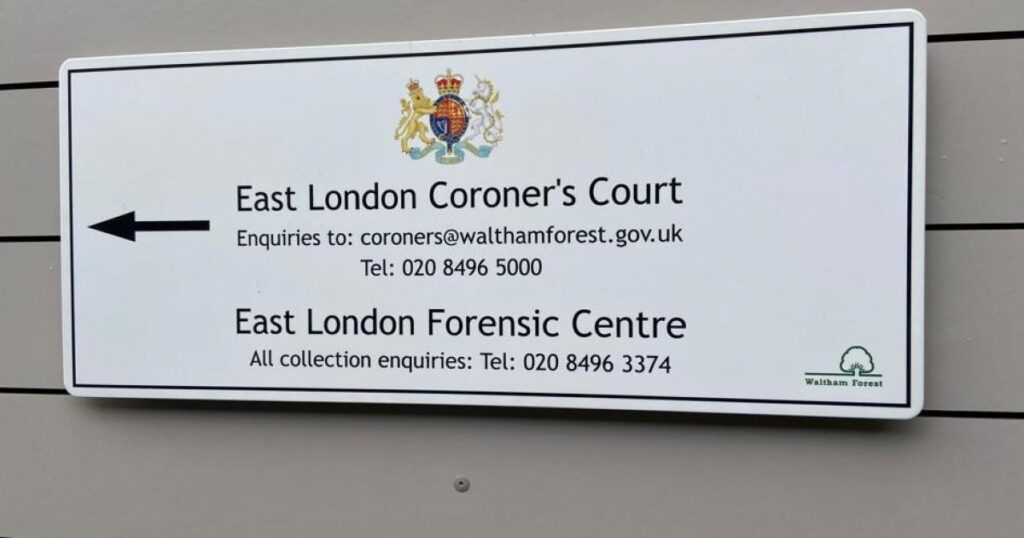 East London Coroner's Court
Enquiries to: coroners@walthamforest.gov.uk
Tel: 020 8496 5000
East London Forensic Centre
All collection enquiries: Tel: 020 8496 3374
Waltham Forest